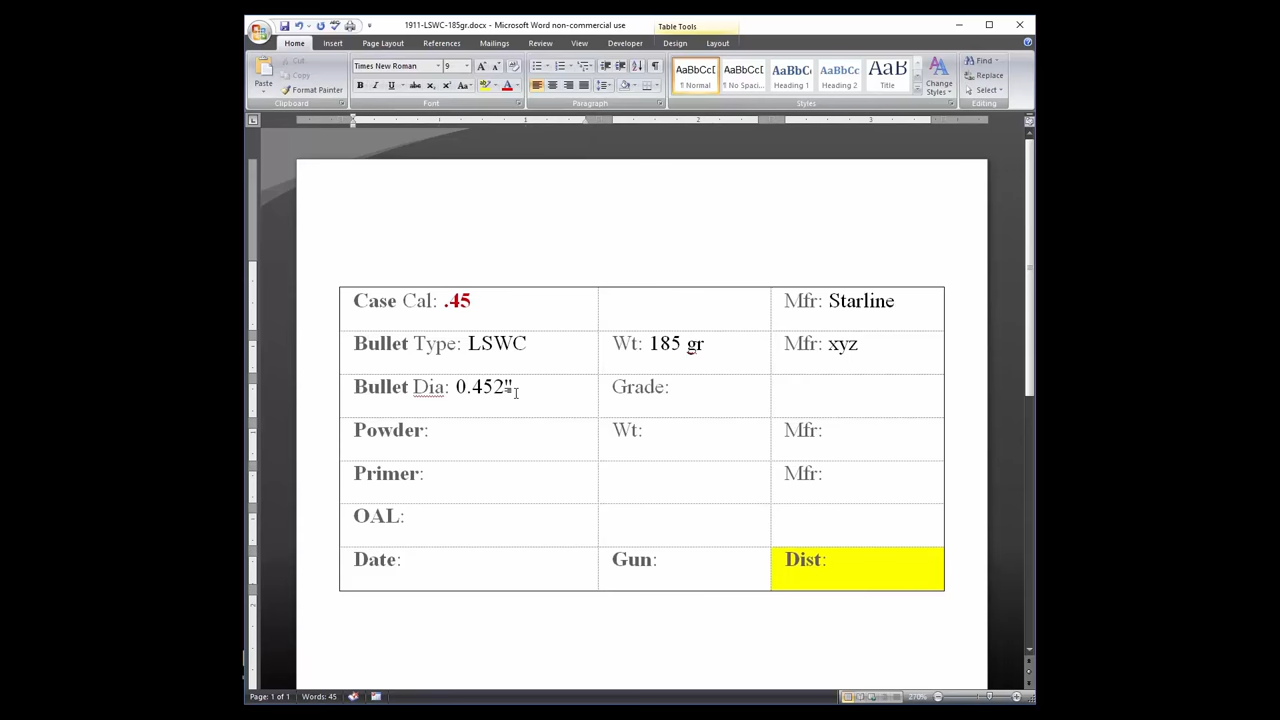 1911-LSWC-185gr.docx - Microsoft Word non-commercial use
Table Tools
Home Insert Page Layout References Mailings Review View Developer Design Layout
Paste
Cut
Copy
Format Painter
Clipboard
Times New Roman 9
Font
Paragraph
AaBbCcI AaBbCcI AaBbC AaBbCc AaB
¶ Normal ¶ No Spaci... Heading 1 Heading 2 Title
Change Styles
Styles
Find
Replace
Select
Editing
Case Cal: .45 Mfr: Starline
Bullet Type: LSWC Wt: 185 gr Mfr: xyz
Bullet Dia: 0.452" Grade:
Powder: Wt: Mfr:
Primer: Mfr:
OAL:
Date: Gun: Dist:
Page: 1 of 1 Words: 45 270%